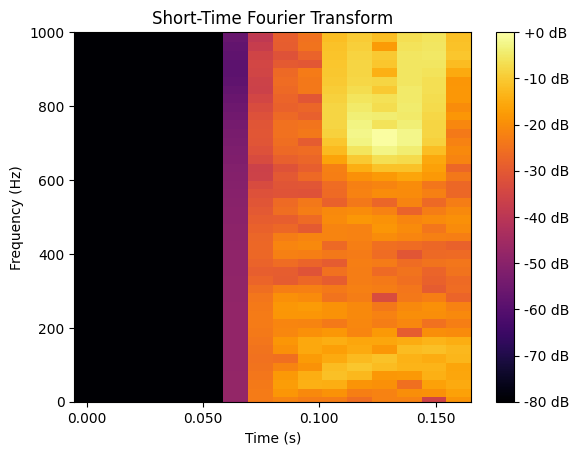 Short-Time Fourier Transform
1000
800
600
400
200
0
Frequency (Hz)
0.000
0.050
0.100
0.150
Time (s)
+0 dB
-10 dB
-20 dB
-30 dB
-40 dB
-50 dB
-60 dB
-70 dB
-80 dB